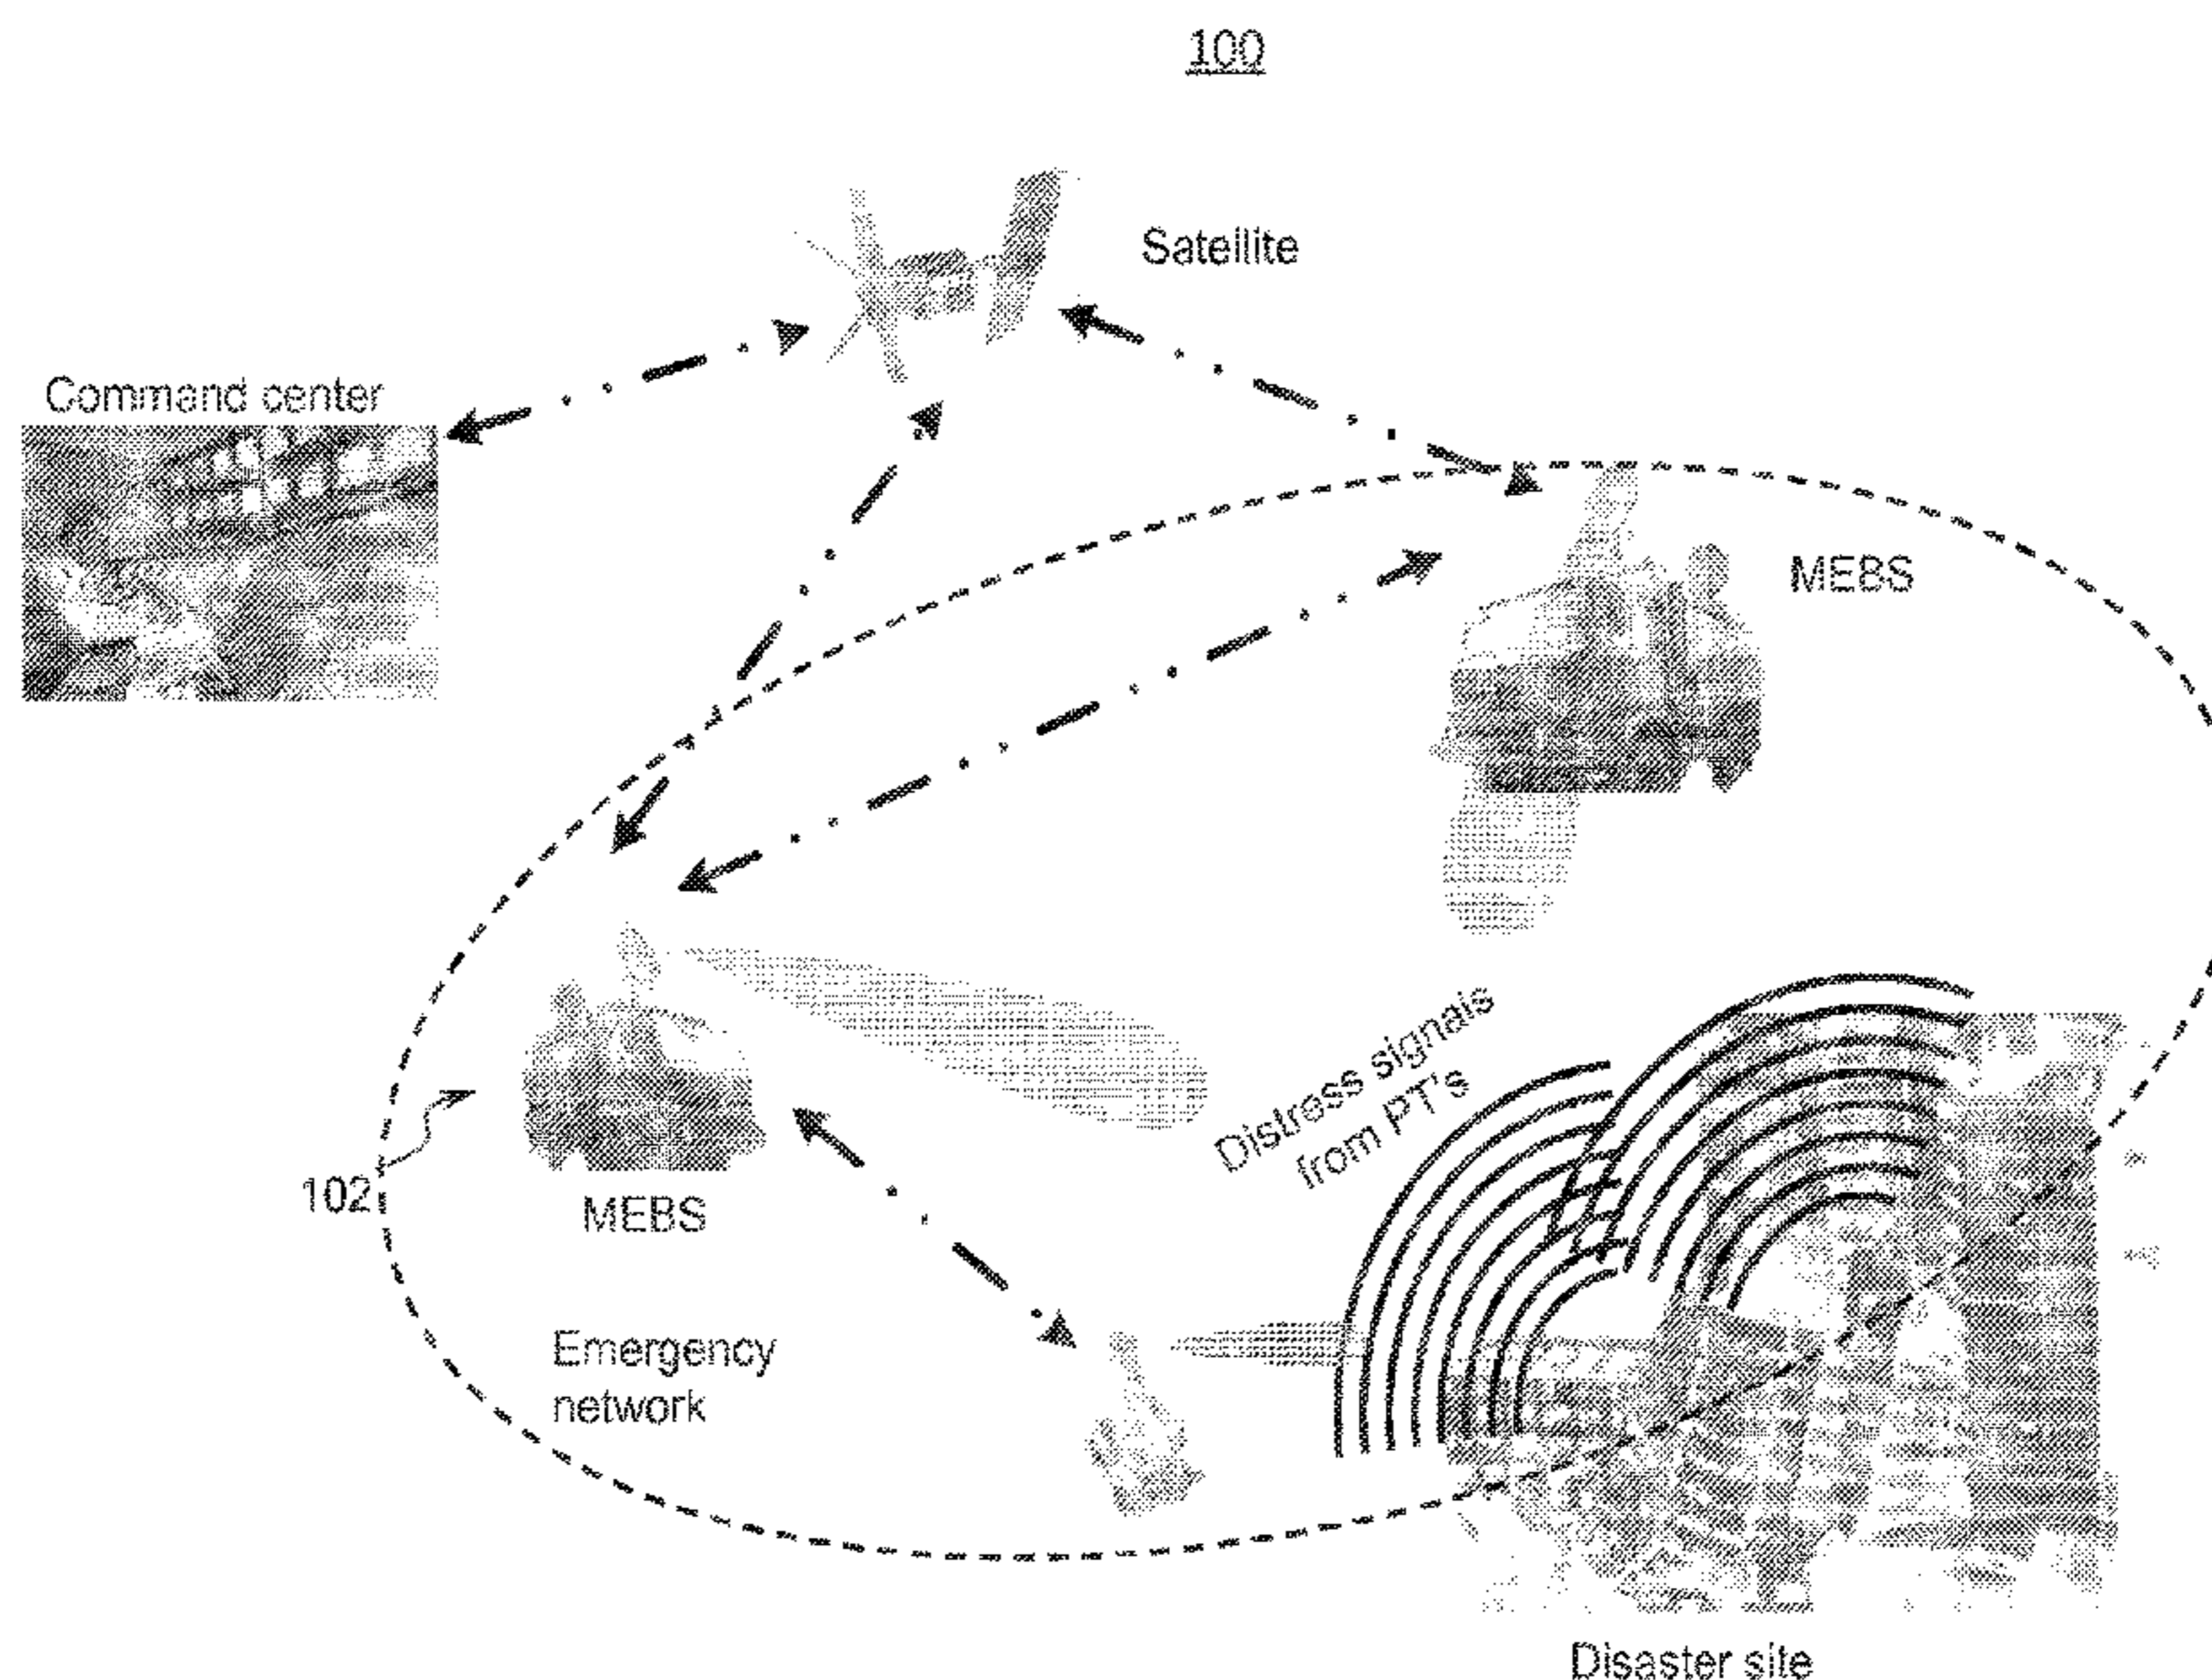 100
Satellite
Command center
MEBS
Distress signals
from PT's
102
MEBS
Emergency
network
Disaster site